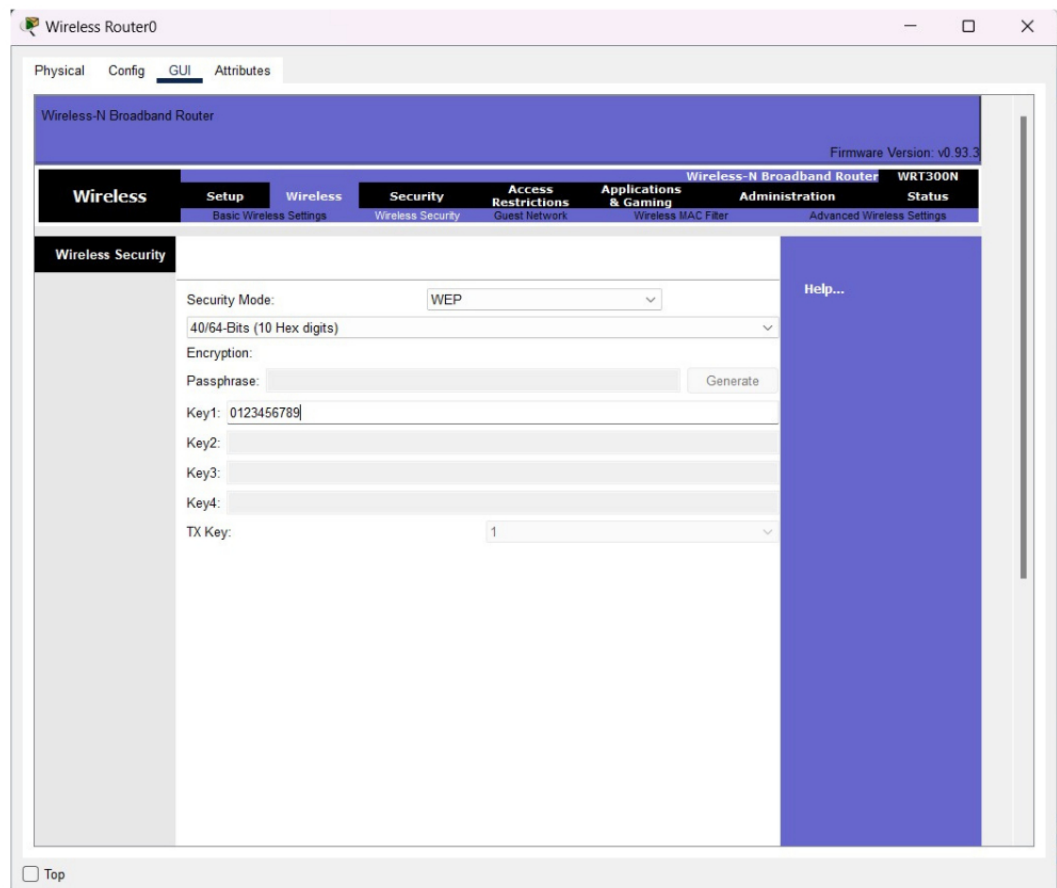 Wireless Router0
Physical Config GUI Attributes
Wireless-N Broadband Router
Firmware Version: v0.93.3
Wireless-N Broadband Router WRT300N
Wireless
Setup Wireless Security Access Restrictions Applications & Gaming Administration Status
Basic Wireless Settings Wireless Security Guest Network Wireless MAC Filter Advanced Wireless Settings
Wireless Security
Help...
Security Mode: WEP
40/64-Bits (10 Hex digits)
Encryption:
Passphrase: Generate
Key1: 0123456789
Key2:
Key3:
Key4:
TX Key: 1
Top